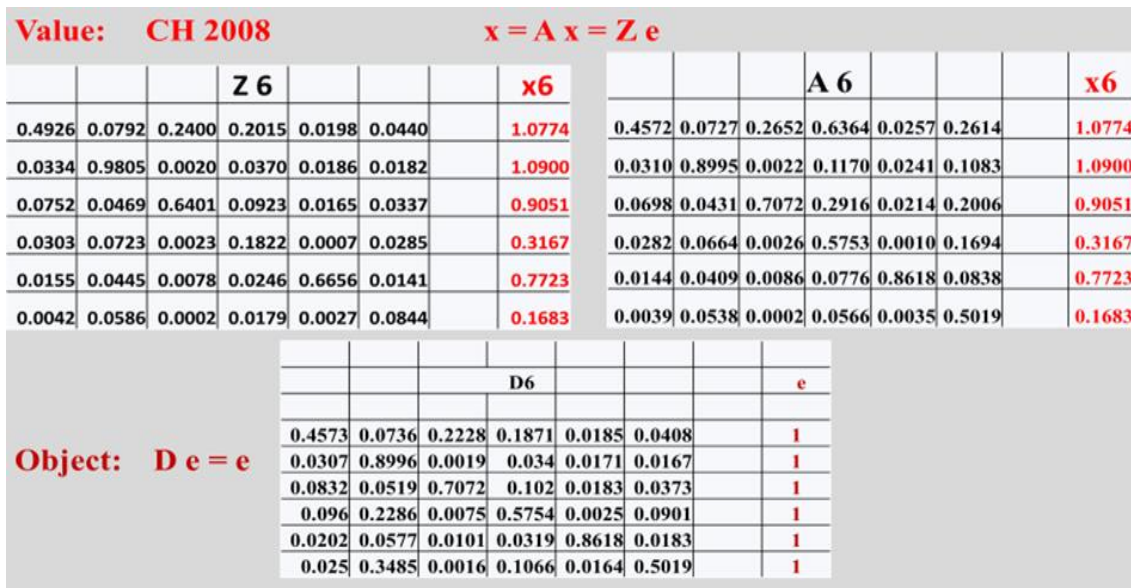 Value: CH 2008 x = A x = Z e
Z 6 x6
0.4926 0.0792 0.2400 0.2015 0.0198 0.0440 1.0774
0.0334 0.9805 0.0020 0.0370 0.0186 0.0182 1.0900
0.0752 0.0469 0.6401 0.0923 0.0165 0.0337 0.9051
0.0303 0.0723 0.0023 0.1822 0.0007 0.0285 0.3167
0.0155 0.0445 0.0078 0.0246 0.6656 0.0141 0.7723
0.0042 0.0586 0.0002 0.0179 0.0027 0.0844 0.1683
A 6 x6
0.4572 0.0727 0.2652 0.6364 0.0257 0.2614 1.0774
0.0310 0.8995 0.0022 0.1170 0.0241 0.1083 1.0900
0.0698 0.0431 0.7072 0.2916 0.0214 0.2006 0.9051
0.0282 0.0664 0.0026 0.5753 0.0010 0.1694 0.3167
0.0144 0.0409 0.0086 0.0776 0.8618 0.0838 0.7723
0.0039 0.0538 0.0002 0.0566 0.0035 0.5019 0.1683
Object: D e = e
D6 e
0.4573 0.0736 0.2228 0.1871 0.0185 0.0408 1
0.0307 0.8996 0.0019 0.034 0.0171 0.0167 1
0.0832 0.0519 0.7072 0.102 0.0183 0.0373 1
0.096 0.2286 0.0075 0.5754 0.0025 0.0901 1
0.0202 0.0577 0.0101 0.0319 0.8618 0.0183 1
0.025 0.3485 0.0016 0.1066 0.0164 0.5019 1